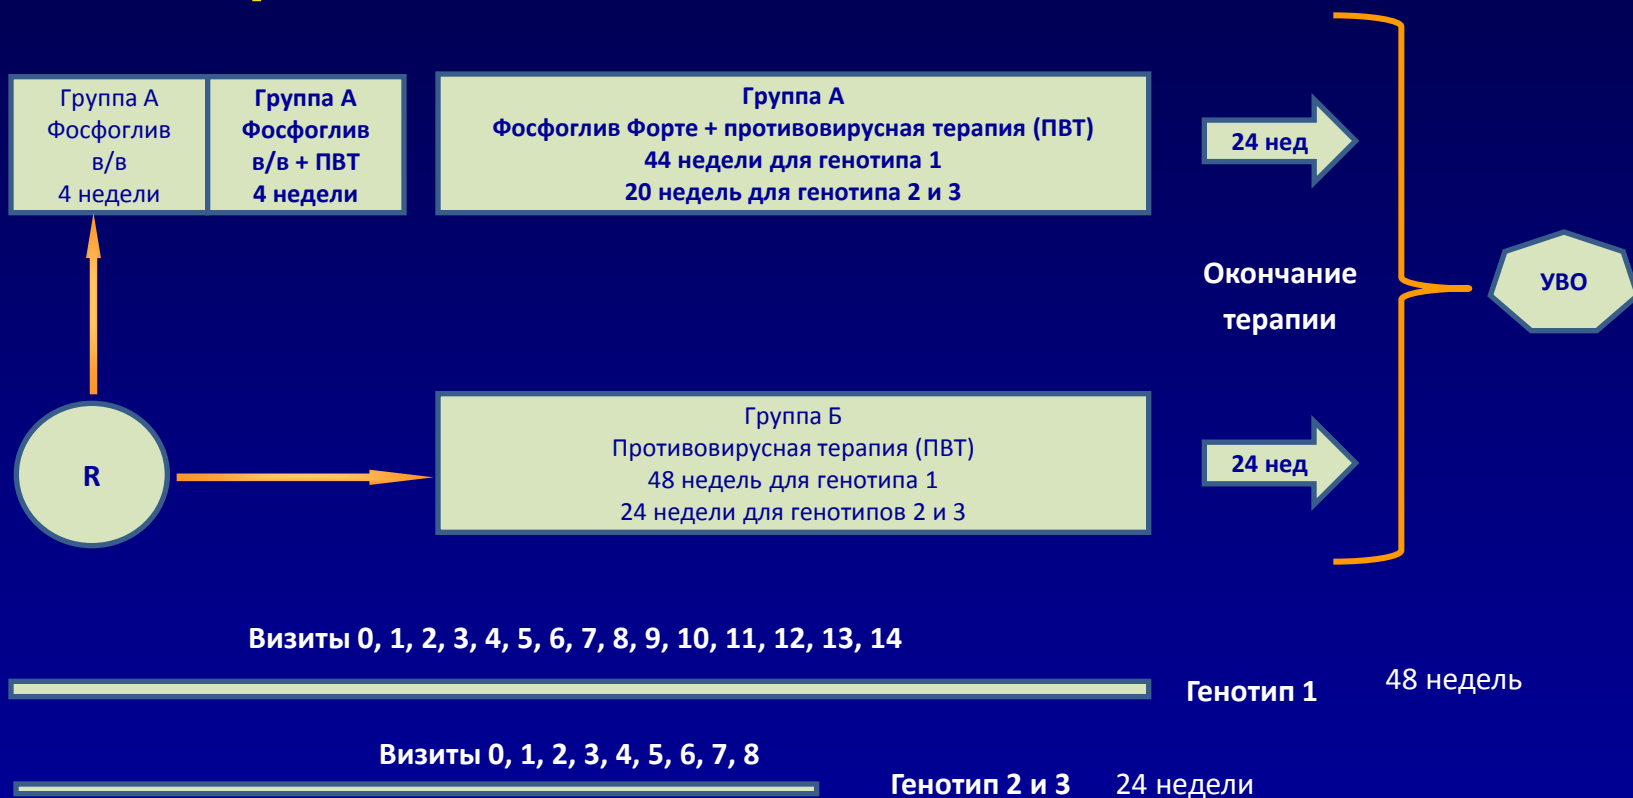 Группа А
Фосфоглив
в/в
4 недели
Группа А
Фосфоглив
в/в + ПВТ
4 недели
Группа А
Фосфоглив Форте + противовирусная терапия (ПВТ)
44 недели для генотипа 1
20 недель для генотипа 2 и 3
24 нед
Окончание
терапии
УВО
R
Группа Б
Противовирусная терапия (ПВТ)
48 недель для генотипа 1
24 недели для генотипов 2 и 3
24 нед
Визиты 0, 1, 2, 3, 4, 5, 6, 7, 8, 9, 10, 11, 12, 13, 14
Генотип 1
48 недель
Визиты 0, 1, 2, 3, 4, 5, 6, 7, 8
Генотип 2 и 3
24 недели